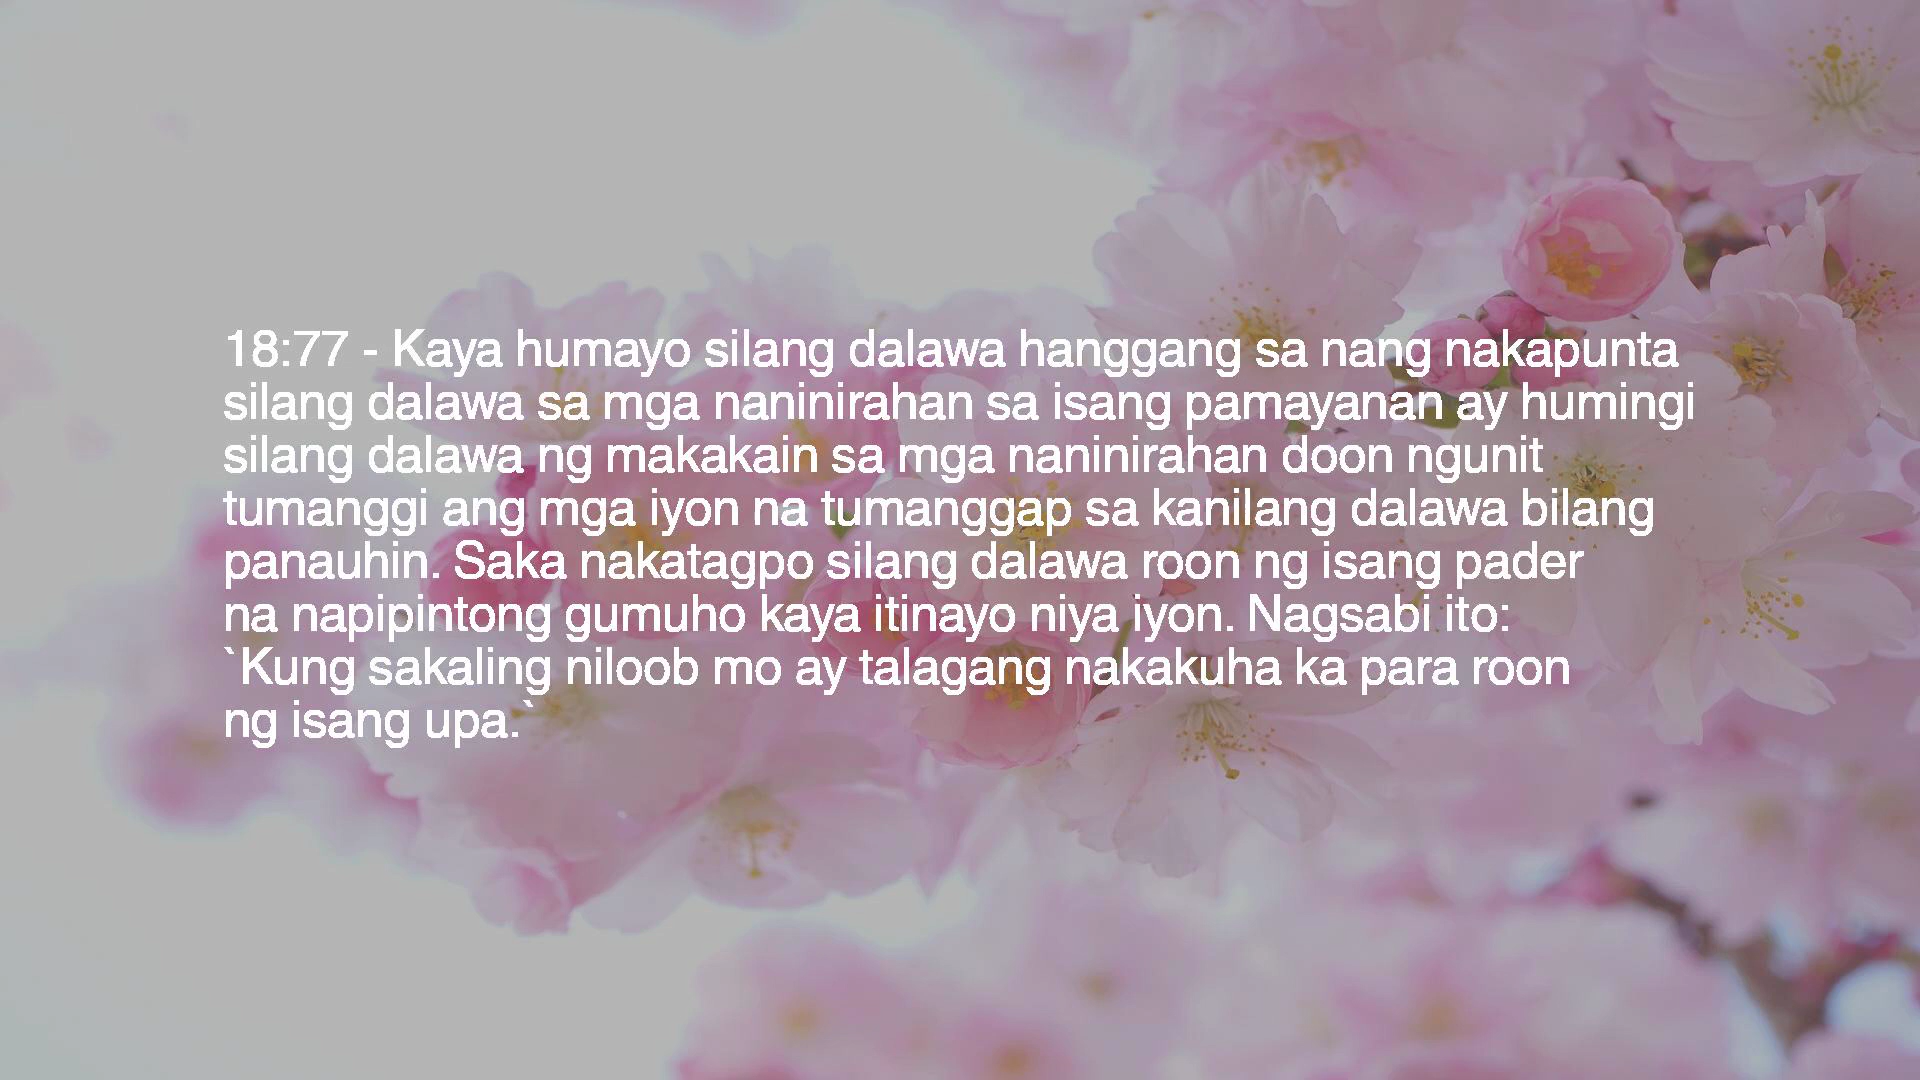 18:77 - Kaya humayo silang dalawa hanggang sa nang nakapunta
silang dalawa sa mga naninirahan sa isang pamayanan ay humingi
silang dalawa ng makakain sa mga naninirahan doon ngunit
tumanggi ang mga iyon na tumanggap sa kanilang dalawa bilang
panauhin. Saka nakatagpo silang dalawa roon ng isang pader
na napipintong gumuho kaya itinayo niya iyon. Nagsabi ito:
`Kung sakaling niloob mo ay talagang nakakuha ka para roon
ng isang upa.`